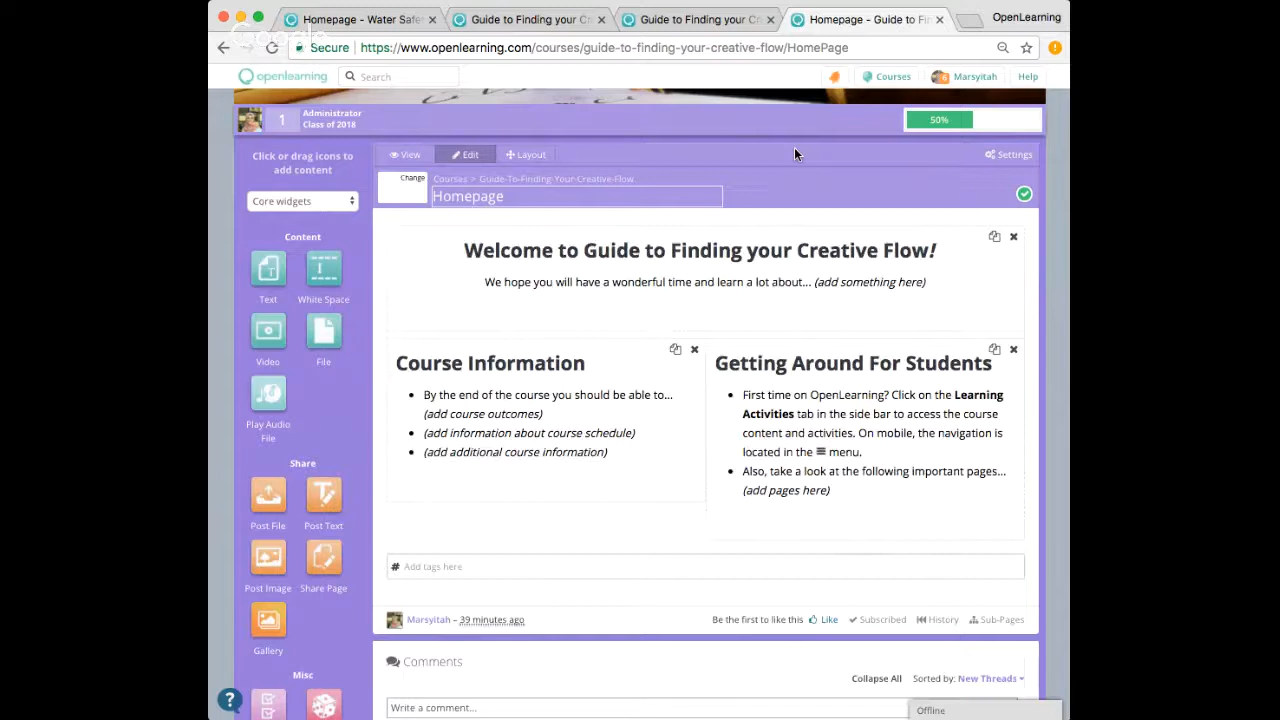 Homepage - Water Safe
Guide to Finding your Cr
Guide to Finding your Cr
Homepage - Guide to Fin
OpenLearning
Google
Secure
https://www.openlearning.com/courses/guide-to-finding-your-creative-flow/HomePage
openlearning
Search
Courses
6
Marsyitah
Help
1
Administrator
Class of 2018
50%
Click or drag icons to
add content
View
Edit
Layout
Settings
Change
Courses > Guide-To-Finding-Your-Creative-Flow
Homepage
Core widgets
Content
Text
White Space
Video
File
Play Audio
File
Share
Post File
Post Text
Post Image
Share Page
Gallery
Misc
Welcome to Guide to Finding your Creative Flow!
We hope you will have a wonderful time and learn a lot about... (add something here)
Course Information
By the end of the course you should be able to...
(add course outcomes)
(add information about course schedule)
(add additional course information)
Getting Around For Students
First time on OpenLearning? Click on the Learning
Activities tab in the side bar to access the course
content and activities. On mobile, the navigation is
located in the ≡ menu.
Also, take a look at the following important pages...
(add pages here)
# Add tags here
Marsyitah – 39 minutes ago
Be the first to like this
Like
Subscribed
History
Sub-Pages
Comments
Collapse All
Sorted by: New Threads
Write a comment...
Offline
?